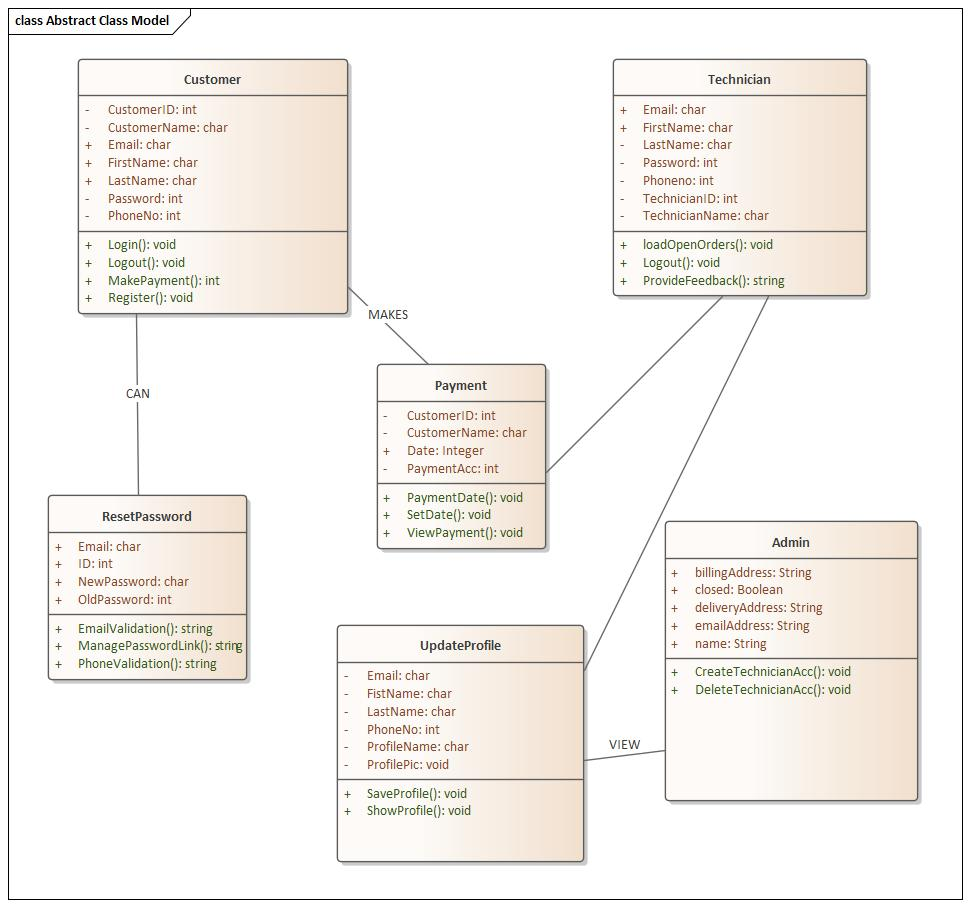 class Abstract Class Model
Customer
- CustomerID: int
- CustomerName: char
+ Email: char
+ FirstName: char
+ LastName: char
- Password: int
- PhoneNo: int
+ Login(): void
+ Logout(): void
+ MakePayment(): int
+ Register(): void
Technician
+ Email: char
+ FirstName: char
- LastName: char
- Password: int
- Phoneno: int
- TechnicianID: int
- TechnicianName: char
+ loadOpenOrders(): void
+ Logout(): void
+ ProvideFeedback(): string
MAKES
CAN
Payment
- CustomerID: int
- CustomerName: char
+ Date: Integer
- PaymentAcc: int
+ PaymentDate(): void
+ SetDate(): void
+ ViewPayment(): void
ResetPassword
+ Email: char
+ ID: int
+ NewPassword: char
+ OldPassword: int
+ EmailValidation(): string
+ ManagePasswordLink(): string
+ PhoneValidation(): string
Admin
+ billingAddress: String
+ closed: Boolean
+ deliveryAddress: String
+ emailAddress: String
+ name: String
+ CreateTechnicianAcc(): void
+ DeleteTechnicianAcc(): void
UpdateProfile
- Email: char
- FistName: char
- LastName: char
- PhoneNo: int
- ProfileName: char
- ProfilePic: void
+ SaveProfile(): void
+ ShowProfile(): void
VIEW